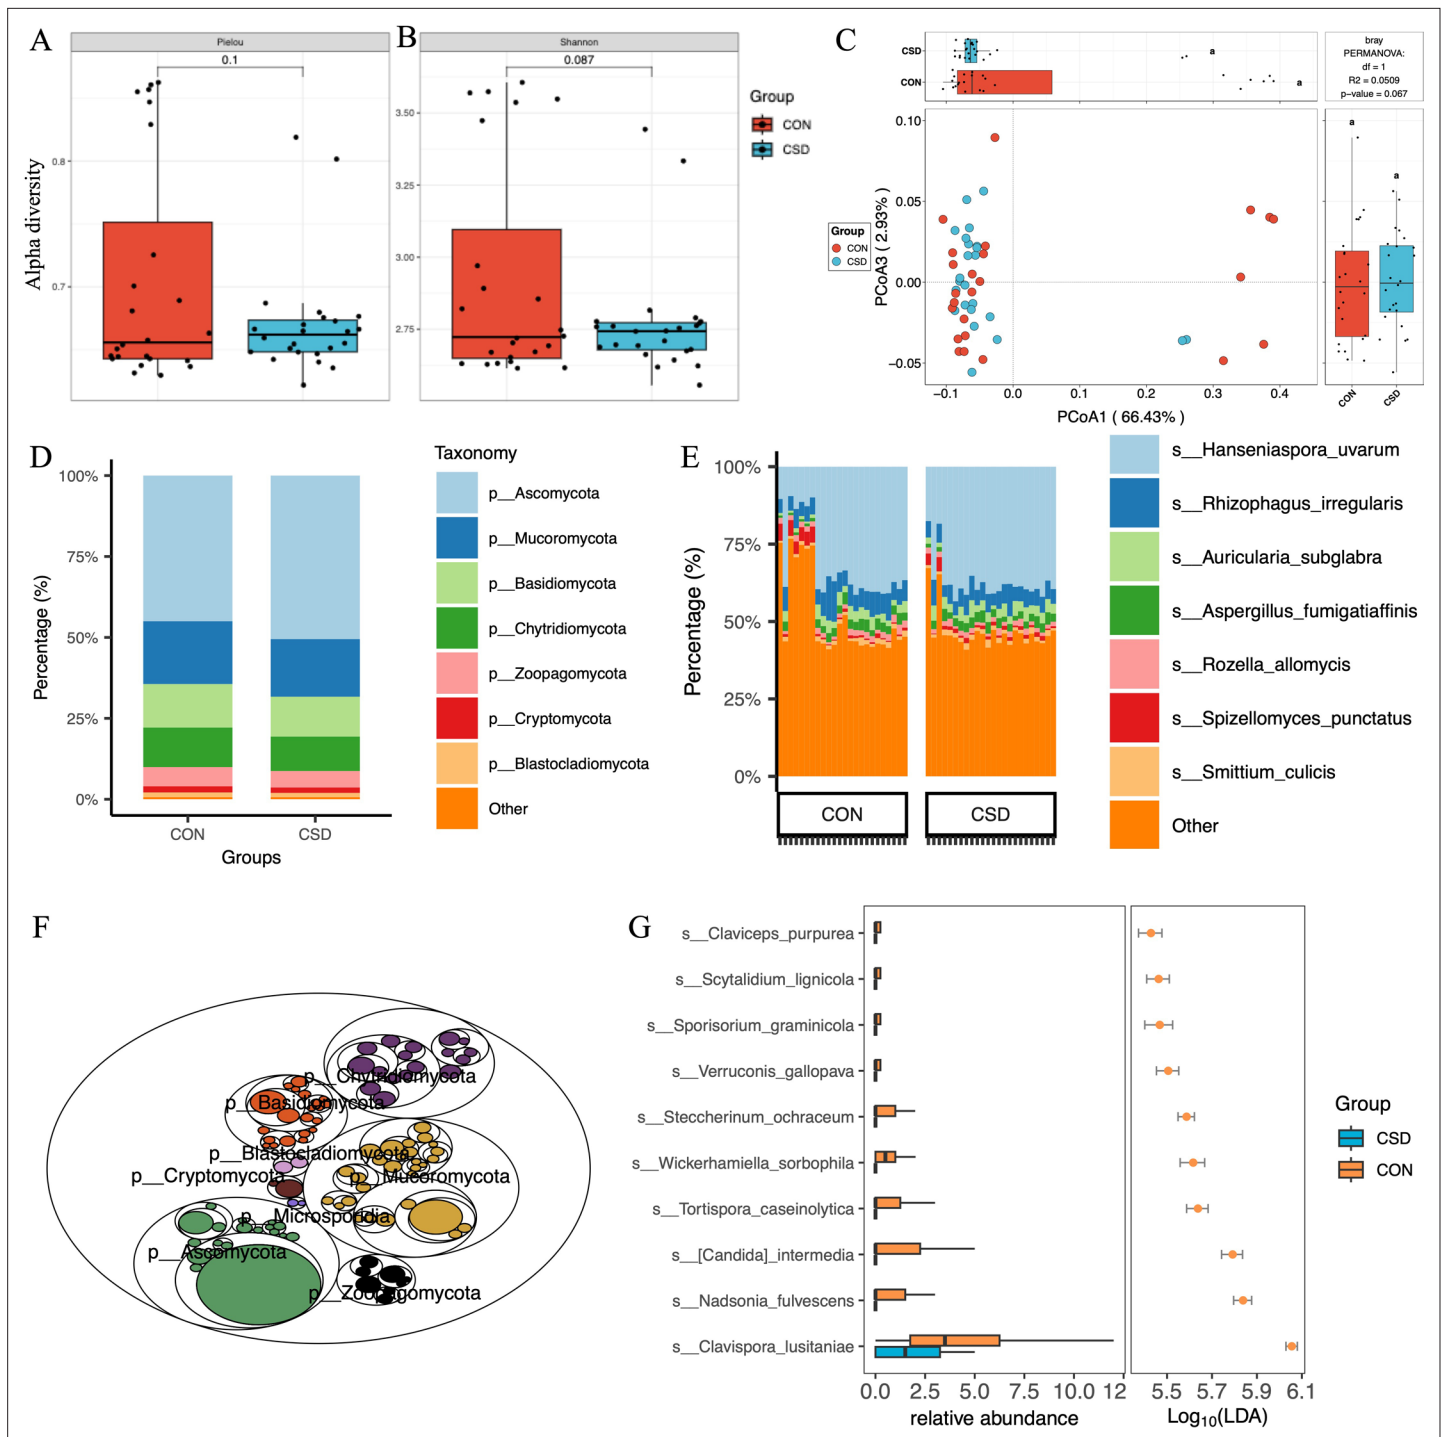 A
Pielou
0.1
Alpha diversity
0.8
0.7
B
Shannon
0.087
3.50
3.25
3.00
2.75
Group
CON
CSD
C
CSD
CON
a
a
bray
PERMANOVA:
df = 1
R2 = 0.0509
p-value = 0.067
Group
CON
CSD
PCoA3 ( 2.93% )
0.10
0.05
0.00
−0.05
−0.1
0.0
0.1
0.2
0.3
0.4
PCoA1 ( 66.43% )
a
a
CON
CSD
D
Percentage (%)
100%
75%
50%
25%
0%
CON
CSD
Groups
Taxonomy
p__Ascomycota
p__Mucoromycota
p__Basidiomycota
p__Chytridiomycota
p__Zoopagomycota
p__Cryptomycota
p__Blastocladiomycota
Other
E
Percentage (%)
100%
75%
50%
25%
0%
CON
CSD
s__Hanseniaspora_uvarum
s__Rhizophagus_irregularis
s__Auricularia_subglabra
s__Aspergillus_fumigatiaffinis
s__Rozella_allomycis
s__Spizellomyces_punctatus
s__Smittium_culicis
Other
F
p__Chytridiomycota
p__Basidiomycota
p__Blastocladiomycota
p__Cryptomycota
p__Mucoromycota
p__Microsporidia
p__Ascomycota
p__Zoopagomycota
G
s__Claviceps_purpurea
s__Scytalidium_lignicola
s__Sporisorium_graminicola
s__Verruconis_gallopava
s__Steccherinum_ochraceum
s__Wickerhamiella_sorbophila
s__Tortispora_caseinolytica
s__[Candida]_intermedia
s__Nadsonia_fulvescens
s__Clavispora_lusitaniae
0.0
2.5
5.0
7.5
10.0
12
relative abundance
5.5
5.7
5.9
6.1
Log₁₀(LDA)
Group
CSD
CON